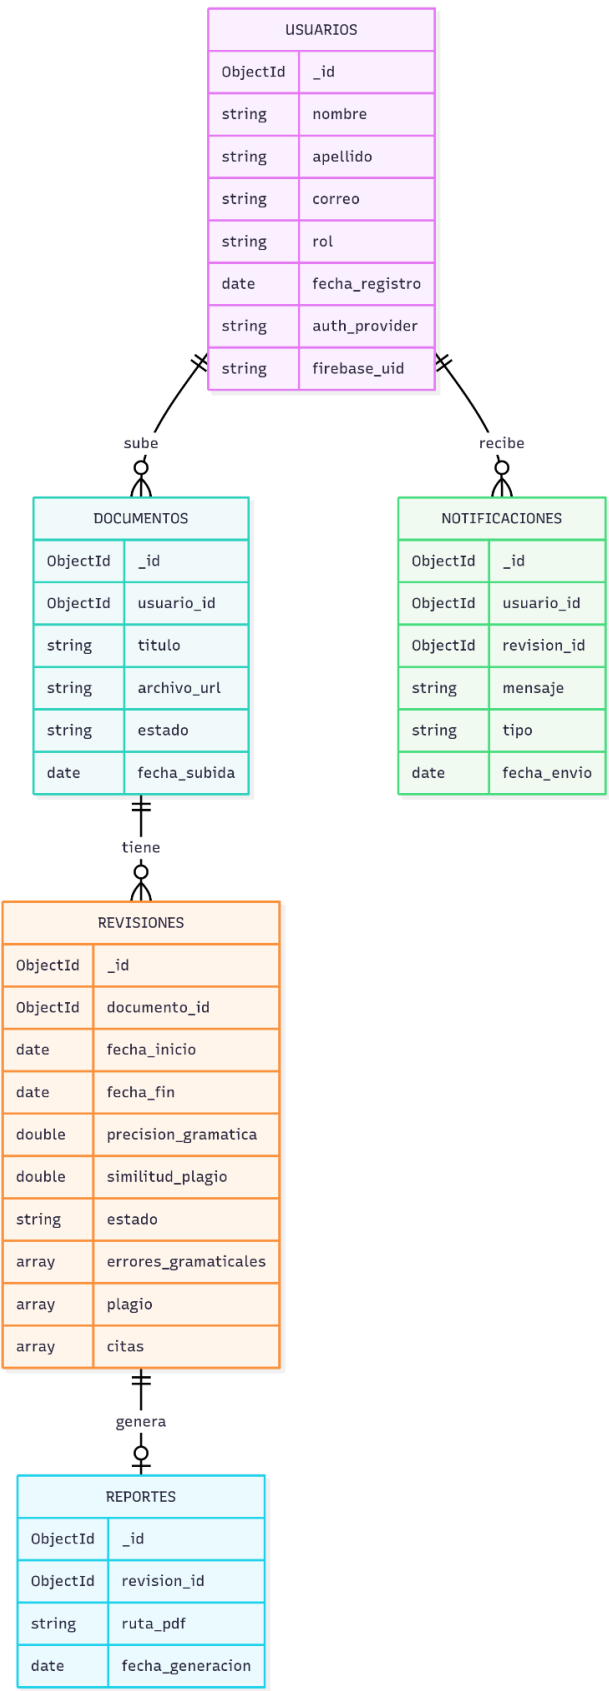 USUARIOS
ObjectId _id
string nombre
string apellido
string correo
string rol
date fecha_registro
string auth_provider
string firebase_uid
sube
recibe
DOCUMENTOS
ObjectId _id
ObjectId usuario_id
string titulo
string archivo_url
string estado
date fecha_subida
NOTIFICACIONES
ObjectId _id
ObjectId usuario_id
ObjectId revision_id
string mensaje
string tipo
date fecha_envio
tiene
REVISIONES
ObjectId _id
ObjectId documento_id
date fecha_inicio
date fecha_fin
double precision_gramatica
double similitud_plagio
string estado
array errores_gramaticales
array plagio
array citas
genera
REPORTES
ObjectId _id
ObjectId revision_id
string ruta_pdf
date fecha_generacion